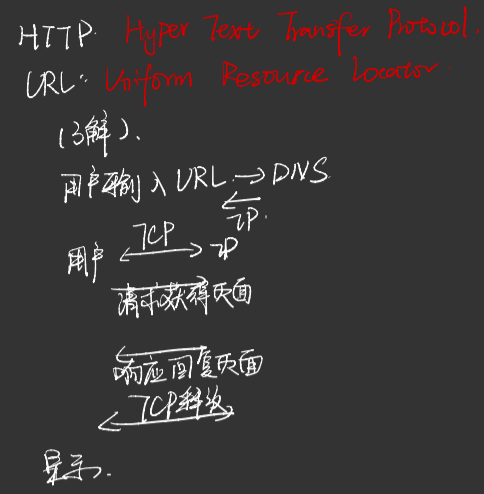 HTTP: Hyper Text Transfer Protocol.
URL: Uniform Resource Locator
(了解).
用户输入URL → DNS
← IP.
TCP
用户 ↔ IP
请求获得页面
响应回复页面
TCP释放
显示.